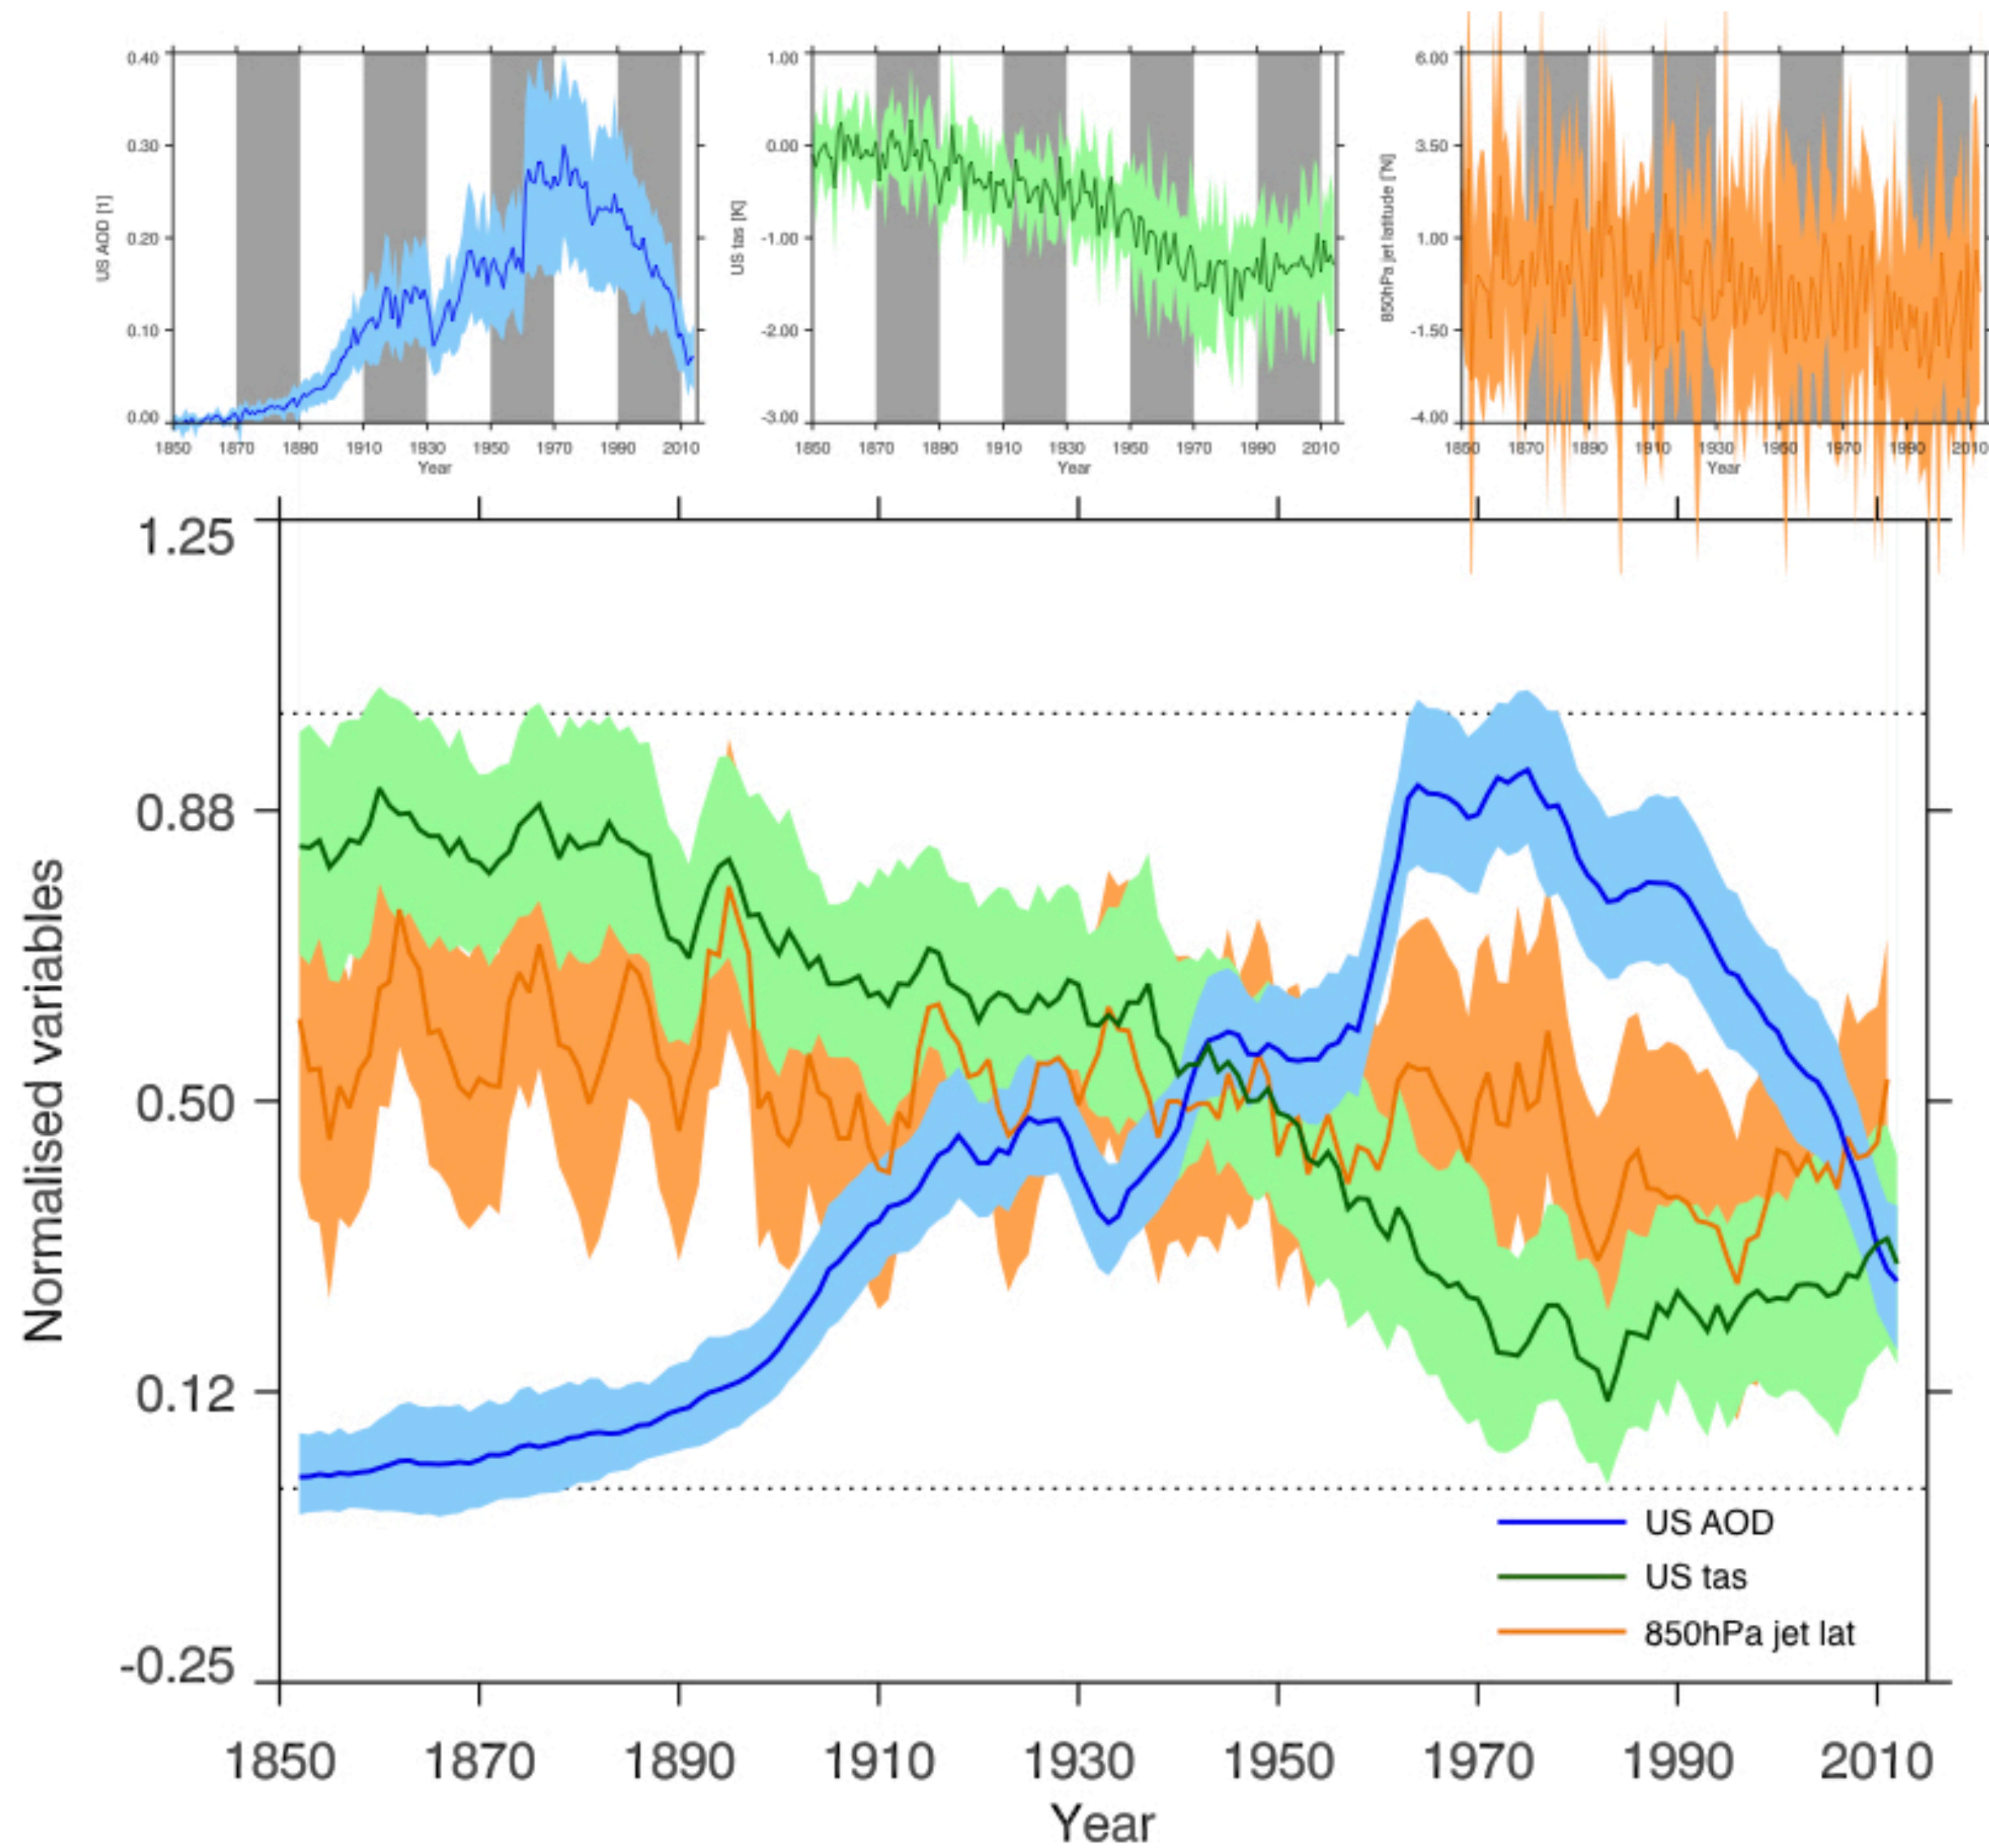 0.40
0.30
0.20
0.10
0.00
US AOD [1]
1850 1870 1890 1910 1930 1950 1970 1990 2010
Year
1.00
0.00
-1.00
-2.00
-3.00
US tas [K]
1850 1870 1890 1910 1930 1950 1970 1990 2010
Year
6.00
3.50
1.00
-1.50
-4.00
850hPa jet latitude [°N]
1850 1870 1890 1910 1930 1950 1970 1990 2010
Year
1.25
0.88
0.50
0.12
-0.25
Normalised variables
US AOD
US tas
850hPa jet lat
1850 1870 1890 1910 1930 1950 1970 1990 2010
Year